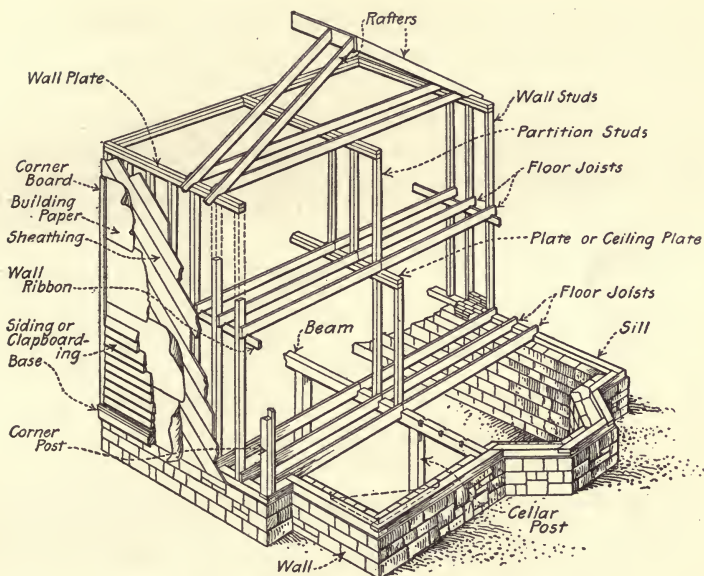 Rafters
Wall Plate
Wall Studs
Partition Studs
Corner
Board
Floor Joists
Building
Paper
Sheathing
Plate or Ceiling Plate
Wall
Ribbon
Floor Joists
Beam
Sill
Siding or
Clapboard-
ing
Base
Corner
Post
Cellar
Post
Wall